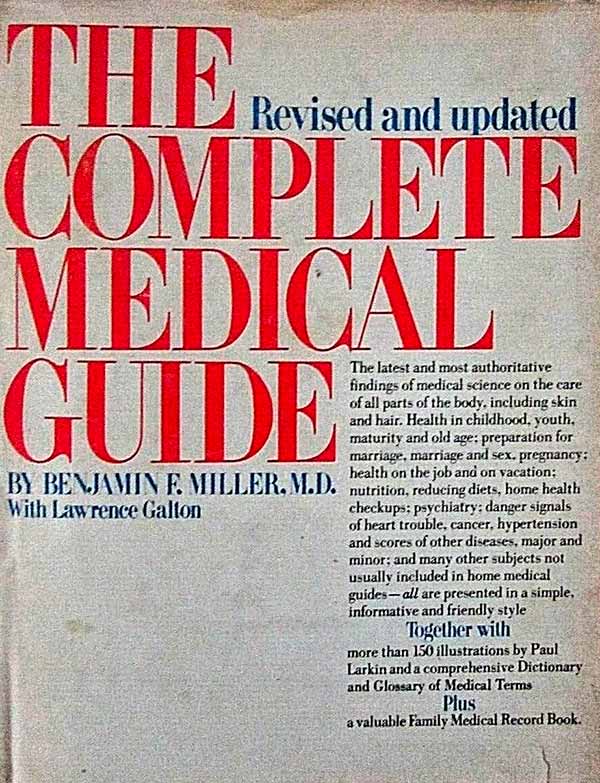 THE
Revised and updated
COMPLETE
MEDICAL
GUIDE
BY BENJAMIN F. MILLER, M.D.
With Lawrence Galton
The latest and most authoritative
findings of medical science on the care
of all parts of the body, including skin
and hair. Health in childhood, youth,
maturity and old age; preparation for
marriage, marriage and sex, pregnancy;
health on the job and on vacation;
nutrition, reducing diets, home health
checkups; psychiatry; danger signals
of heart trouble, cancer, hypertension
and scores of other diseases, major and
minor; and many other subjects not
usually included in home medical
guides—all are presented in a simple,
informative and friendly style
Together with
more than 150 illustrations by Paul
Larkin and a comprehensive Dictionary
and Glossary of Medical Terms
Plus
a valuable Family Medical Record Book.